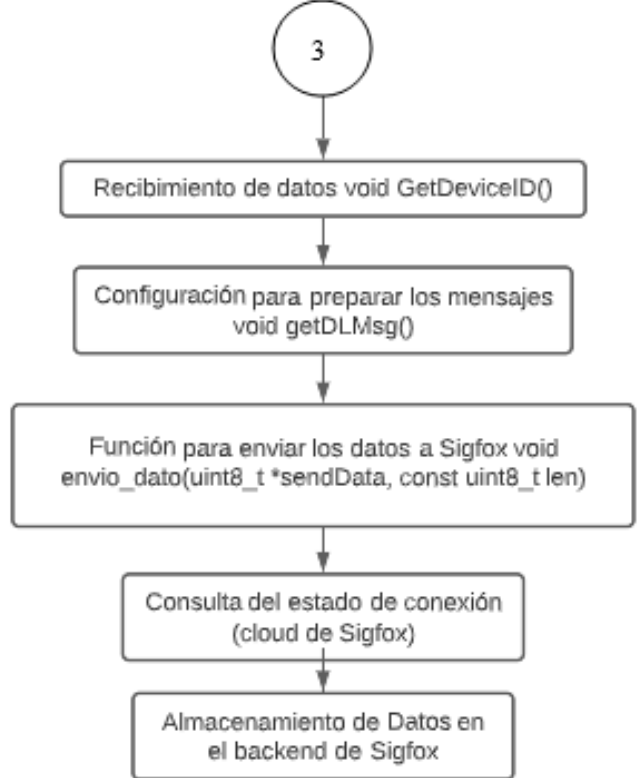 3
Recibimiento de datos void GetDeviceID()
Configuración para preparar los mensajes
void getDLMsg()
Función para enviar los datos a Sigfox void
envio_dato(uint8_t *sendData, const uint8_t len)
Consulta del estado de conexión
(cloud de Sigfox)
Almacenamiento de Datos en
el backend de Sigfox